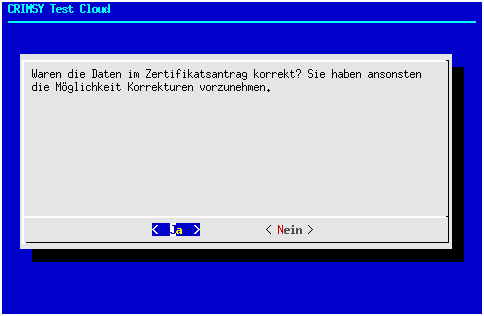 CRIMSY Test Cloud
Waren die Daten im Zertifikatsantrag korrekt? Sie haben ansonsten
die Möglichkeit Korrekturen vorzunehmen.
< Ja > < Nein >